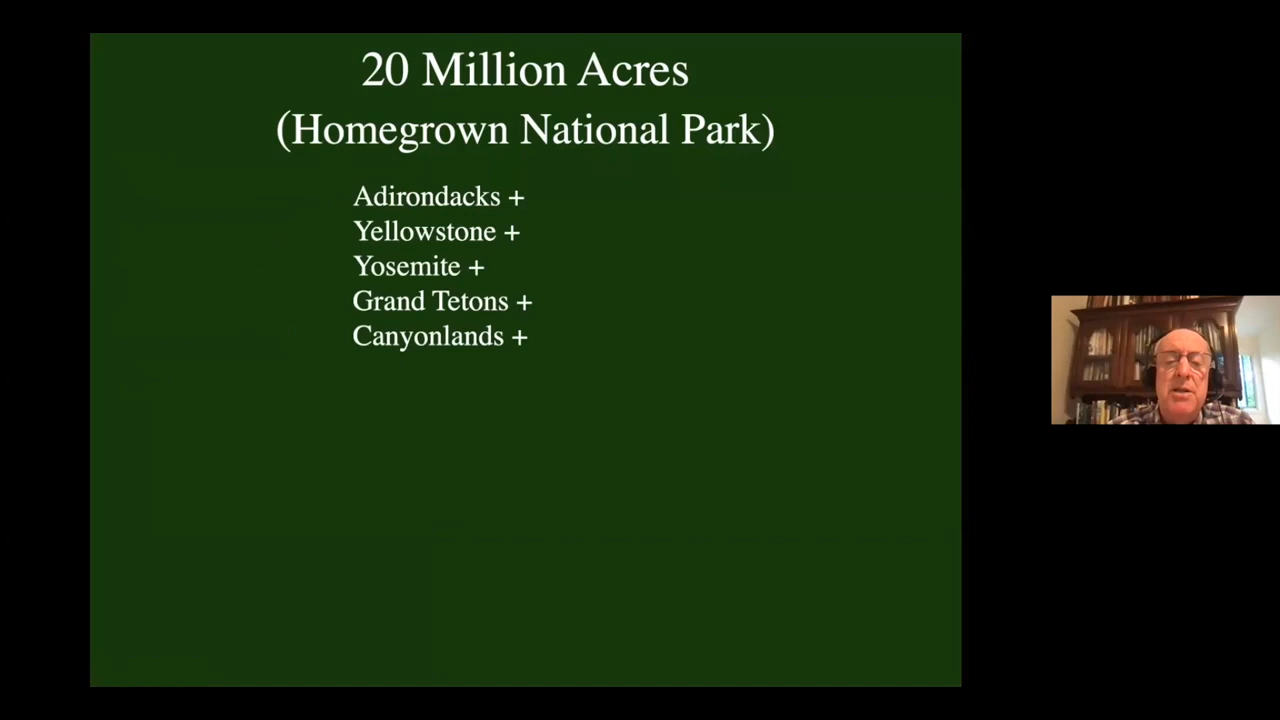 20 Million Acres
(Homegrown National Park)
Adirondacks +
Yellowstone +
Yosemite +
Grand Tetons +
Canyonlands +